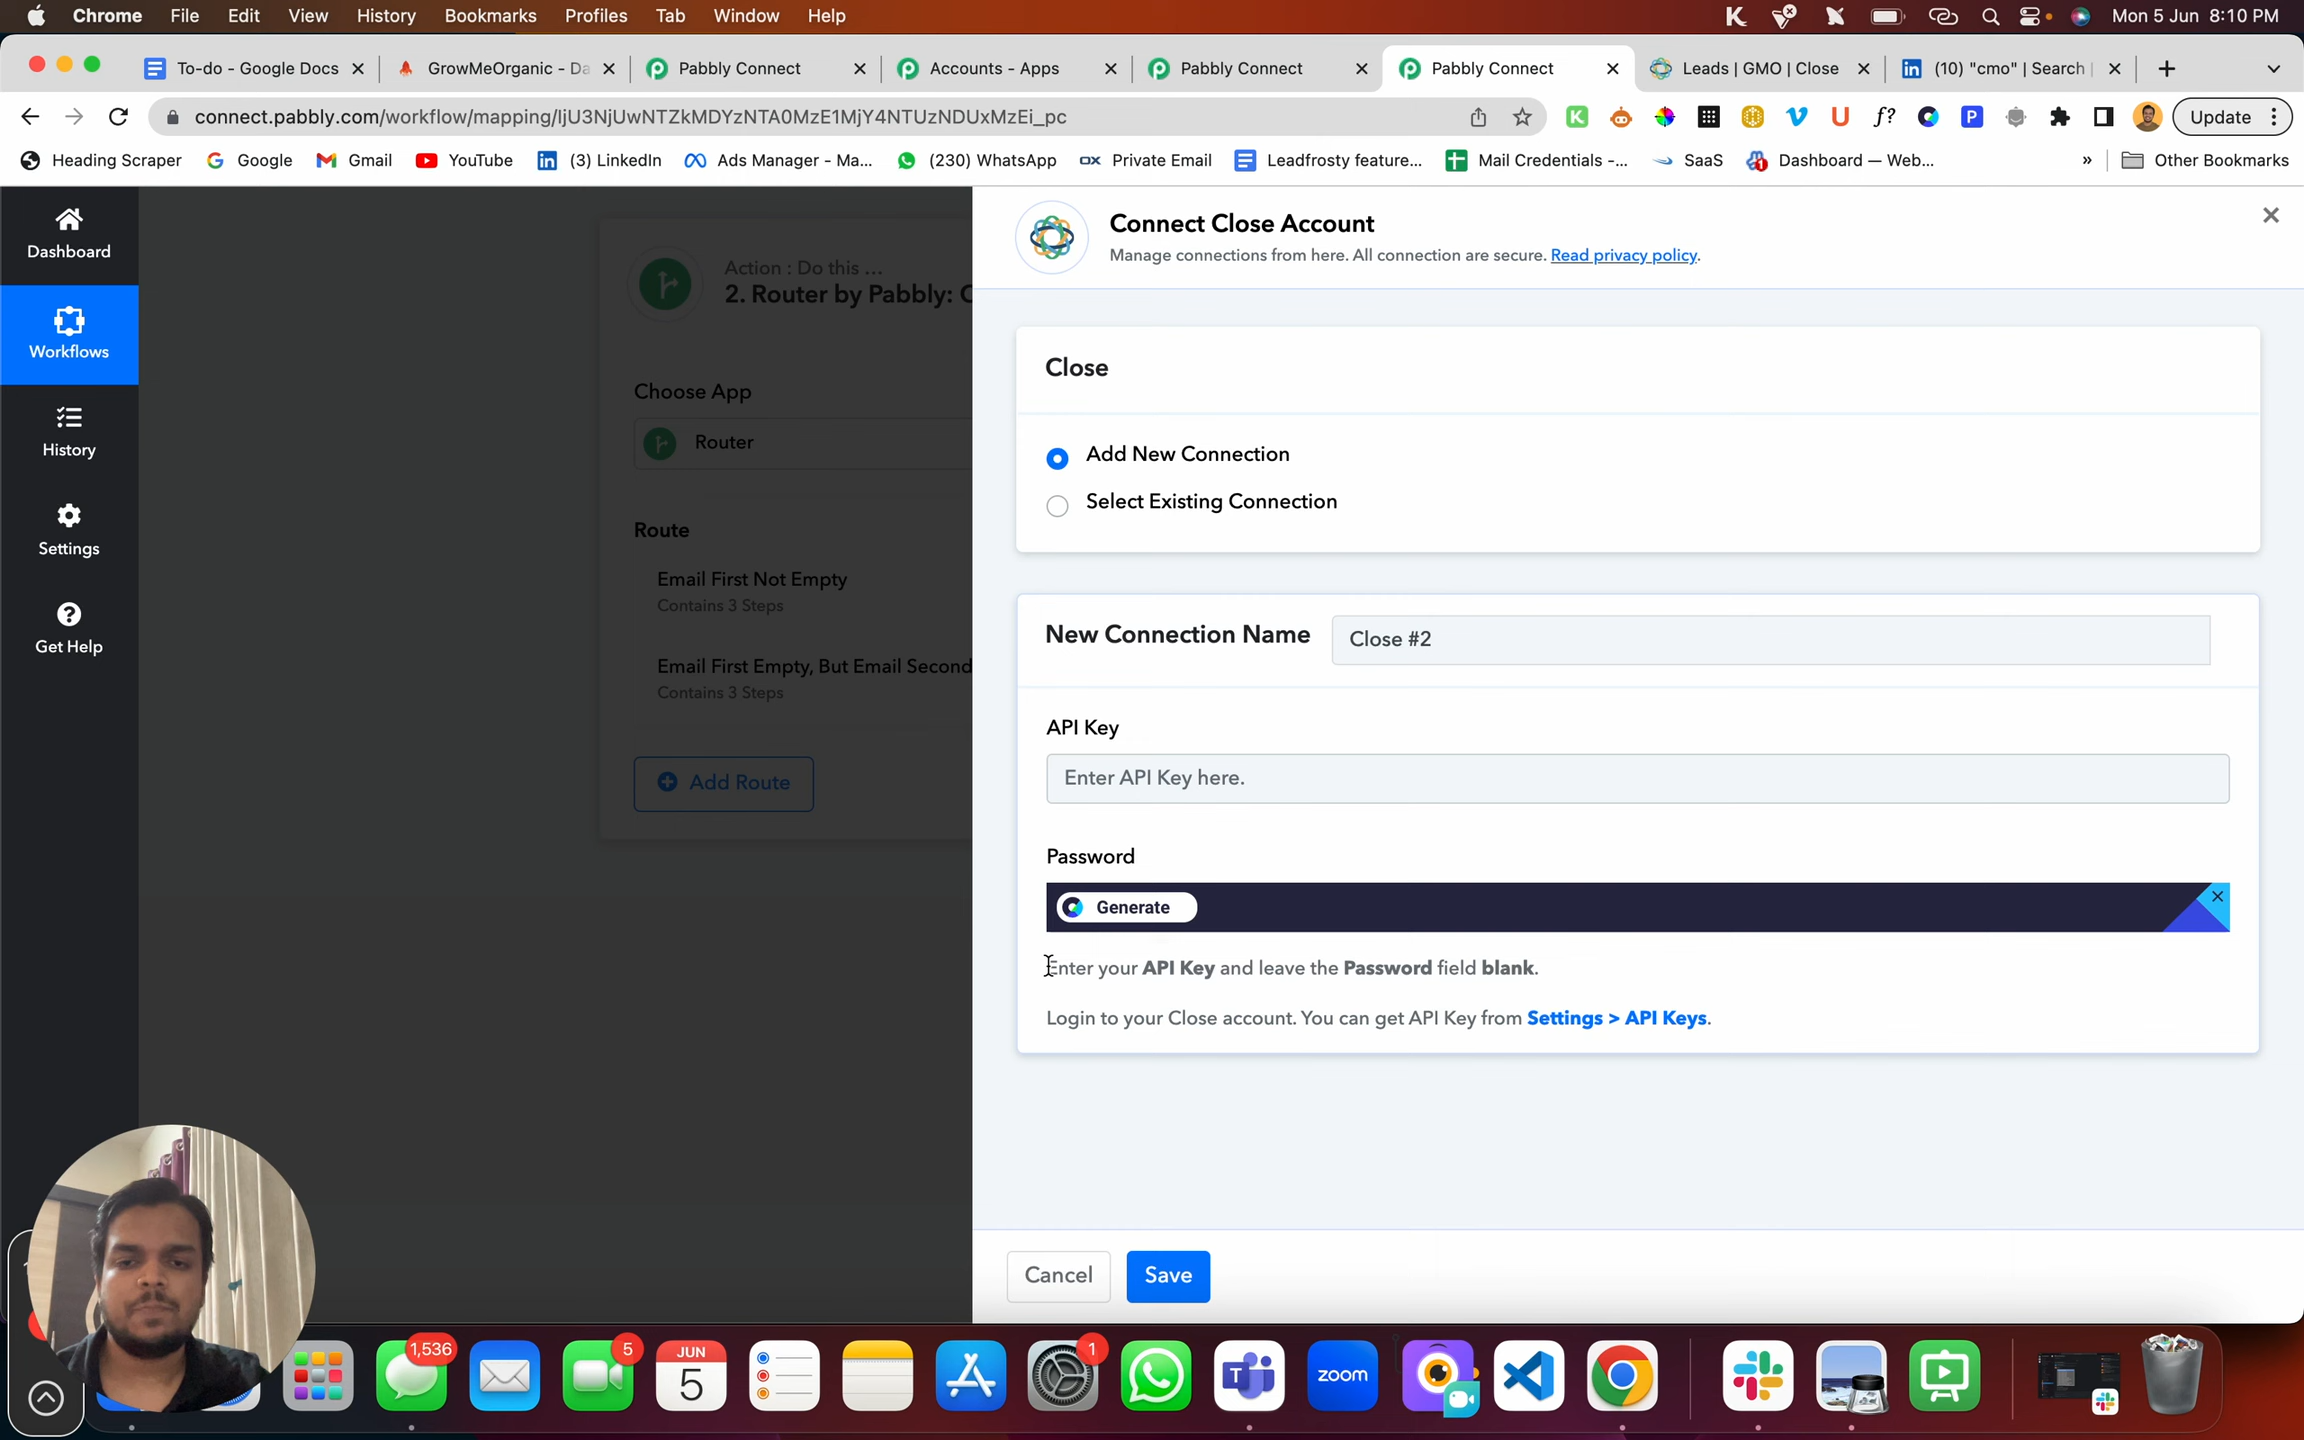 Chrome File Edit View History Bookmarks Profiles Tab Window Help Mon 5 Jun 8:10 PM
To-do - Google Docs GrowMeOrganic - Da Pabbly Connect Accounts - Apps Pabbly Connect Pabbly Connect Leads | GMO | Close (10) "cmo" | Search |
connect.pabbly.com/workflow/mapping/IjU3NjUwNTZkMDYzNTA0MzE1MjY4NTUzNDUxMzEi_pc Update
Heading Scraper Google Gmail YouTube (3) LinkedIn Ads Manager - Ma... (230) WhatsApp Private Email Leadfrosty feature... Mail Credentials -... SaaS Dashboard — Web... » Other Bookmarks
Dashboard
Workflows
History
Settings
Get Help
Action : Do this ...
2. Router by Pabbly: C
Choose App
Router
Route
Email First Not Empty
Contains 3 Steps
Email First Empty, But Email Second
Contains 3 Steps
Add Route
Connect Close Account
Manage connections from here. All connection are secure. Read privacy policy.
Close
Add New Connection
Select Existing Connection
New Connection Name Close #2
API Key
Enter API Key here.
Password
Generate
Enter your API Key and leave the Password field blank.
Login to your Close account. You can get API Key from Settings > API Keys.
Cancel Save
1,536 5 JUN 5 1 zoom